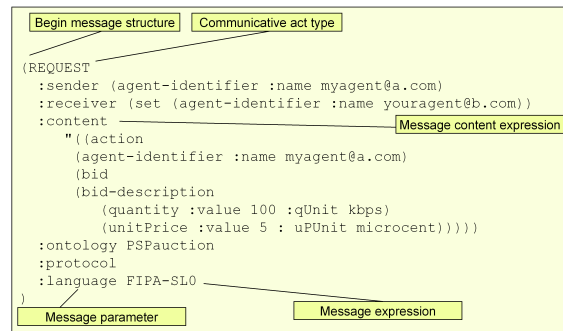 Begin message structure
Communicative act type
(REQUEST
:sender (agent-identifier :name myagent@a.com)
:receiver (set (agent-identifier :name youragent@b.com))
:content
Message content expression
"((action
(agent-identifier :name myagent@a.com)
(bid
(bid-description
(quantity :value 100 :qUnit kbps)
(unitPrice :value 5 : uPUnit microcent)))))
:ontology PSPauction
:protocol
:language FIPA-SL0
)
Message parameter
Message expression